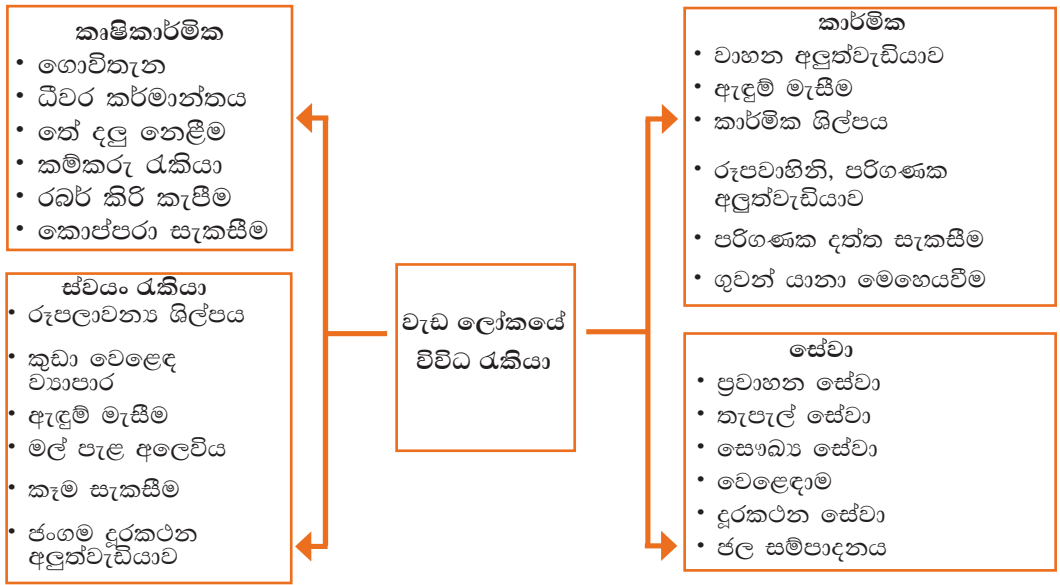 කෘෂිකාර්මික
• ගොවිතැන
• ධීවර කර්මාන්තය
• තේ දලු නෙළීම
• කම්කරු රැකියා
• රබර් කිරි කැපීම
• කොප්පරා සැකසීම
ස්වයං රැකියා
• රූපලාවන්‍ය ශිල්පය
• කුඩා වෙළෙඳ
ව්‍යාපාර
• ඇඳුම් මැසීම
• මල් පැළ අලෙවිය
• කෑම සැකසීම
• ජංගම දූරකථන
අලුත්වැඩියාව
වැඩ ලෝකයේ
විවිධ රැකියා
කාර්මික
• වාහන අලුත්වැඩියාව
• ඇඳුම් මැසීම
• කාර්මික ශිල්පය
• රූපවාහිනි, පරිගණක
අලුත්වැඩියාව
• පරිගණක දත්ත සැකසීම
• ගුවන් යානා මෙහෙයවීම
සේවා
• ප්‍රවාහන සේවා
• තැපැල් සේවා
• සෞඛ්‍ය සේවා
• වෙළෙඳාම
• දූරකථන සේවා
• ජල සම්පාදනය